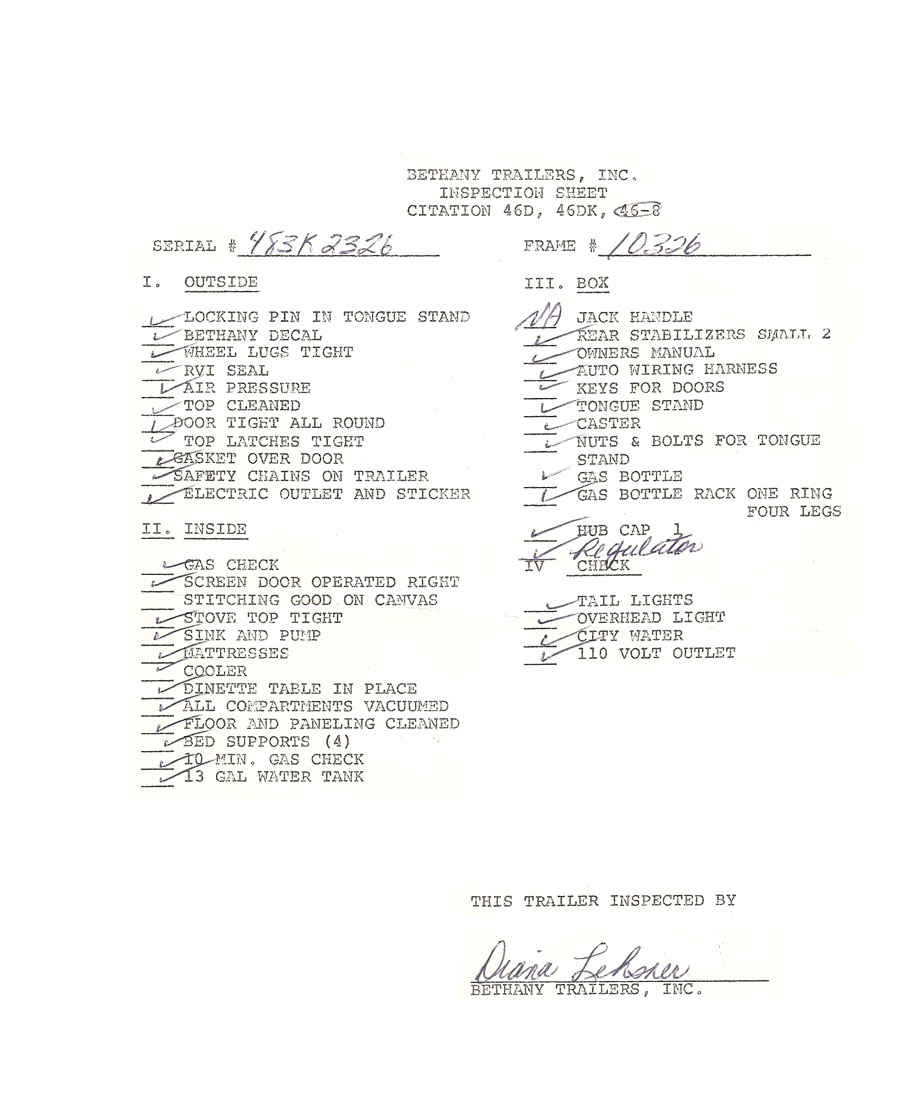 BETHANY TRAILERS, INC.
INSPECTION SHEET
CITATION 46D, 46DK, 46-8
SERIAL # 483K2326
FRAME # 10326
I. OUTSIDE
LOCKING PIN IN TONGUE STAND
BETHANY DECAL
WHEEL LUGS TIGHT
RVI SEAL
AIR PRESSURE
TOP CLEANED
DOOR TIGHT ALL ROUND
TOP LATCHES TIGHT
GASKET OVER DOOR
SAFETY CHAINS ON TRAILER
ELECTRIC OUTLET AND STICKER
II. INSIDE
GAS CHECK
SCREEN DOOR OPERATED RIGHT
STITCHING GOOD ON CANVAS
STOVE TOP TIGHT
SINK AND PUMP
MATTRESSES
COOLER
DINETTE TABLE IN PLACE
ALL COMPARTMENTS VACUUMED
FLOOR AND PANELING CLEANED
BED SUPPORTS (4)
10 MIN. GAS CHECK
13 GAL WATER TANK
III. BOX
NA JACK HANDLE
REAR STABILIZERS SMALL 2
OWNERS MANUAL
AUTO WIRING HARNESS
KEYS FOR DOORS
TONGUE STAND
CASTER
NUTS & BOLTS FOR TONGUE
STAND
GAS BOTTLE
GAS BOTTLE RACK ONE RING
FOUR LEGS
HUB CAP 1
Regulator
IV CHECK
TAIL LIGHTS
OVERHEAD LIGHT
CITY WATER
110 VOLT OUTLET
THIS TRAILER INSPECTED BY
Diana
BETHANY TRAILERS, INC.